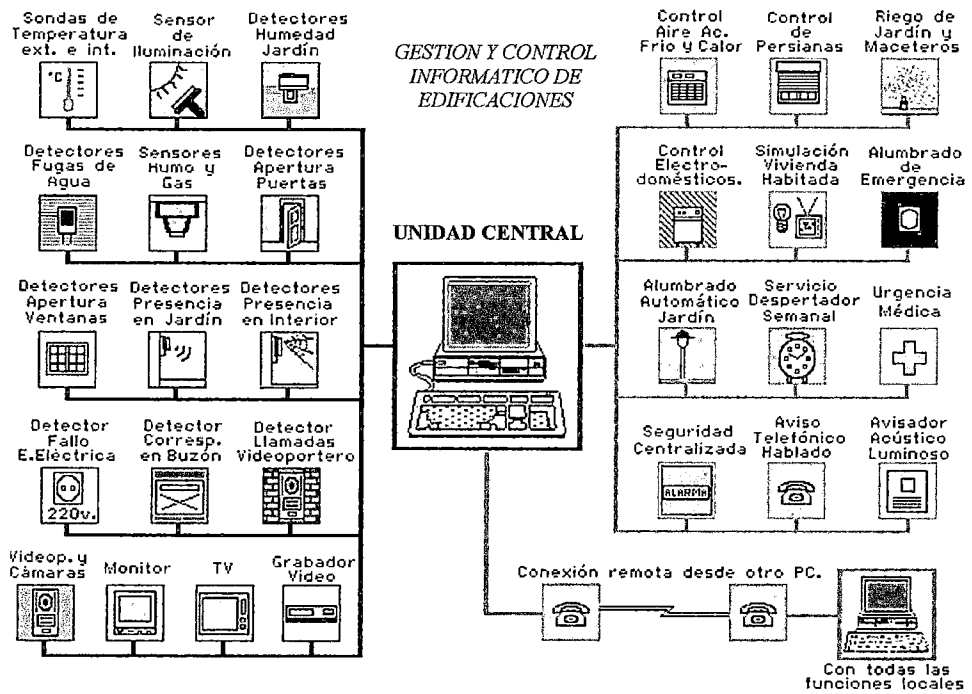 Sondas de
Temperatura
ext. e int.
Sensor
de
Iluminación
Detectores
Humedad
Jardín
GESTION Y CONTROL
INFORMATICO DE
EDIFICACIONES
Control
Aire Ac.
Frio y Calor
Control
de
Persianas
Riego de
Jardín y
Maceteros
°C
Detectores
Fugas de
Agua
Sensores
Humo y
Gas
Detectores
Apertura
Puertas
Control
Electro-
domésticos.
Simulación
Vivienda
Habitada
Alumbrado
de
Emergencia
UNIDAD CENTRAL
Detectores
Apertura
Ventanas
Detectores
Presencia
en Jardín
Detectores
Presencia
en Interior
Alumbrado
Automático
Jardín
Servicio
Despertador
Semanal
Urgencia
Médica
Detector
Fallo
E.Eléctrica
Detector
Corresp.
en Buzón
Detector
Llamadas
Videoportero
Seguridad
Centralizada
Aviso
Telefónico
Hablado
Avisador
Acústico
Luminoso
ALARMA
220v.
Videop. y
Cámaras
Monitor
TV
Grabador
Video
Conexión remota desde otro PC.
Con todas las
funciones locales